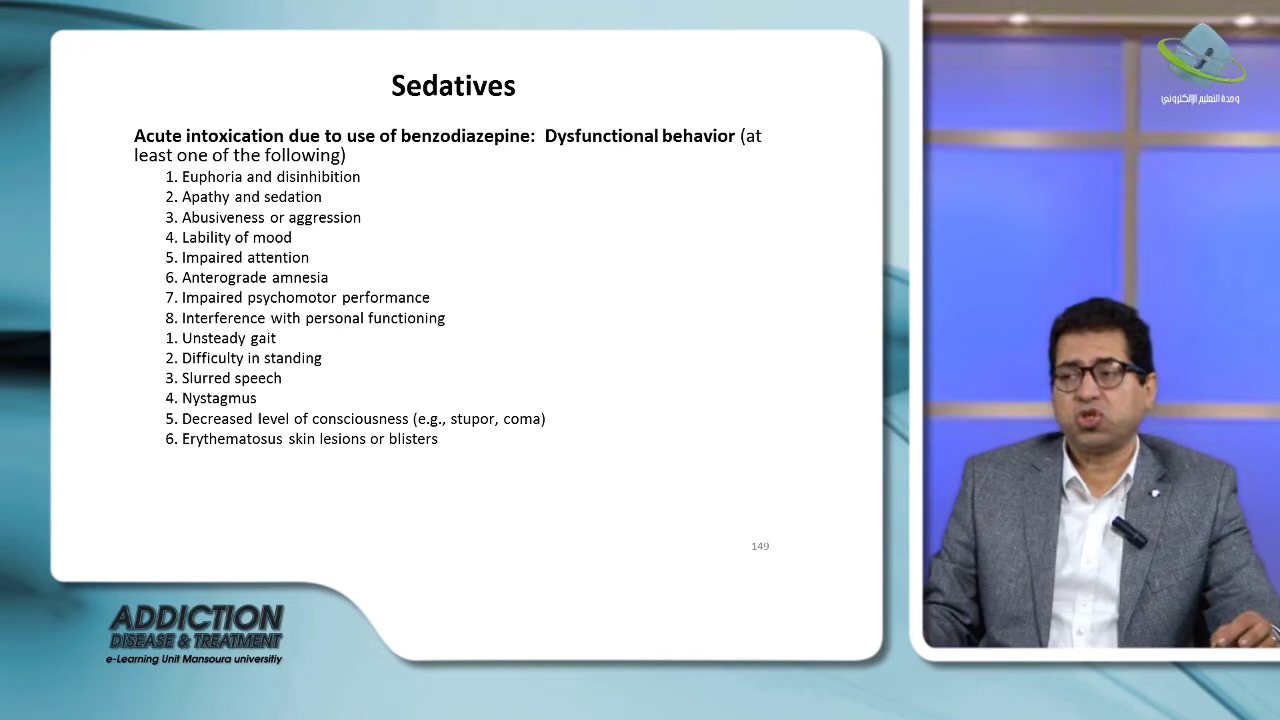 Sedatives
Acute intoxication due to use of benzodiazepine: Dysfunctional behavior (at
least one of the following)
1. Euphoria and disinhibition
2. Apathy and sedation
3. Abusiveness or aggression
4. Lability of mood
5. Impaired attention
6. Anterograde amnesia
7. Impaired psychomotor performance
8. Interference with personal functioning
1. Unsteady gait
2. Difficulty in standing
3. Slurred speech
4. Nystagmus
5. Decreased level of consciousness (e.g., stupor, coma)
6. Erythematosus skin lesions or blisters
149
ADDICTION
DISEASE & TREATMENT
e-Learning Unit Mansoura universitiy
وحدة التعليم الإلكتروني